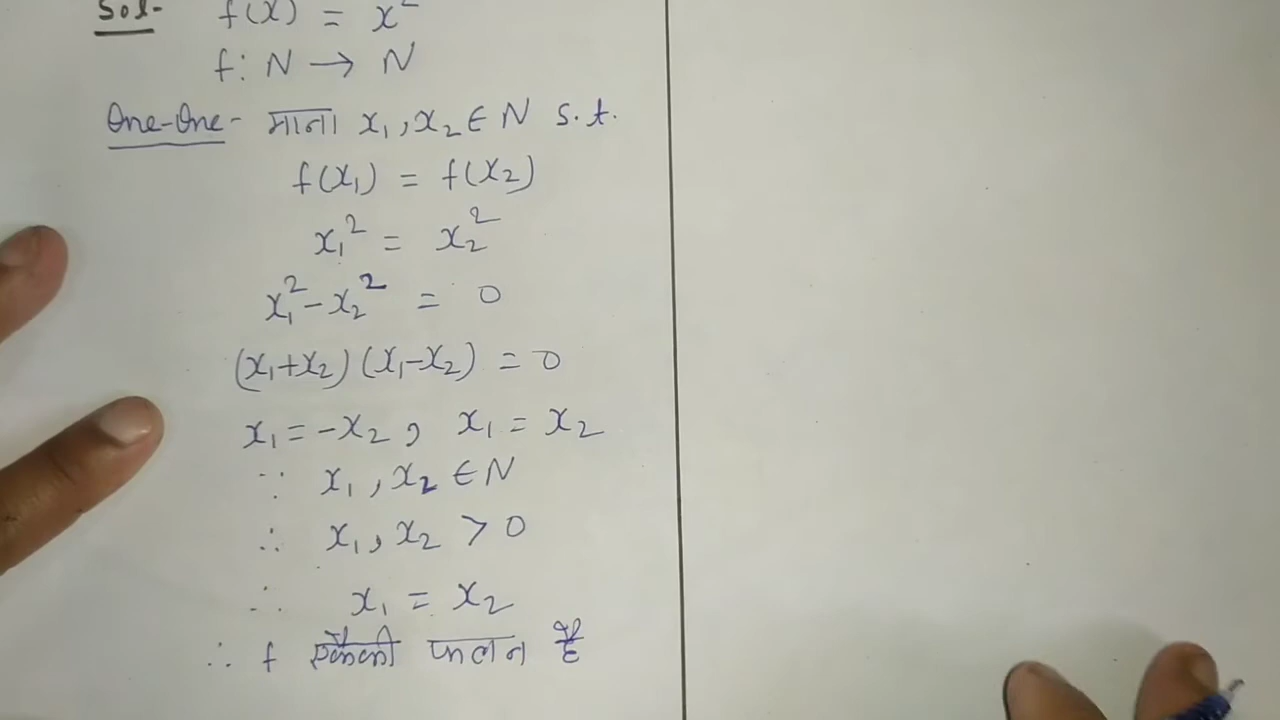 Sol- f(x) = x²
f: N → N
One-One- माना x₁, x₂ ∈ N s.t.
f(x₁) = f(x₂)
x₁² = x₂²
x₁² - x₂² = 0
(x₁+x₂) (x₁-x₂) = 0
x₁ = -x₂, x₁ = x₂
∵ x₁, x₂ ∈ N
∴ x₁, x₂ > 0
∴ x₁ = x₂
∴ f एकैकी फलन है